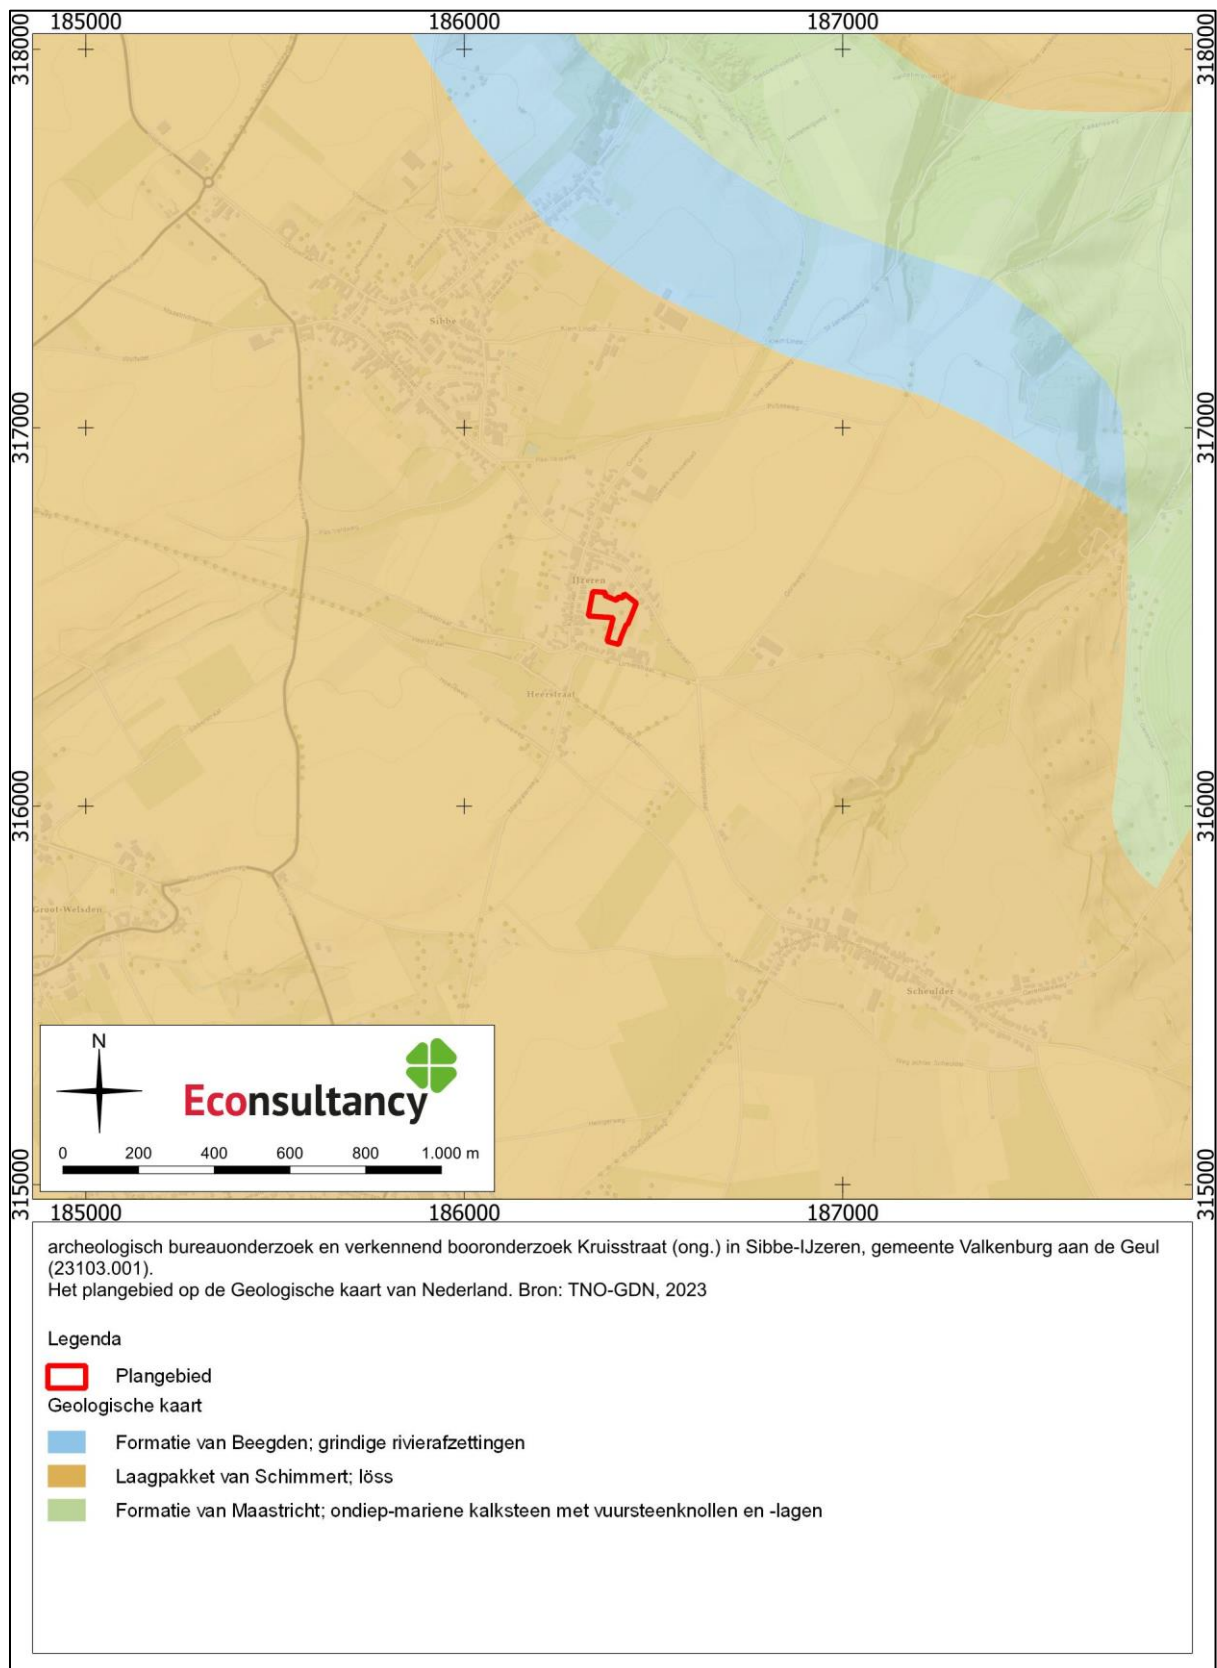 185000 186000 187000
318000 318000
Sibbe
317000 317000
IJzeren
Heerstraat
316000 316000
Groot-Welsden
Scheulder
N
Econsultancy
0 200 400 600 800 1.000 m
315000 315000
185000 186000 187000
archeologisch bureauonderzoek en verkennend booronderzoek Kruisstraat (ong.) in Sibbe-IJzeren, gemeente Valkenburg aan de Geul
(23103.001).
Het plangebied op de Geologische kaart van Nederland. Bron: TNO-GDN, 2023
Legenda
Plangebied
Geologische kaart
Formatie van Beegden; grindige rivierafzettingen
Laagpakket van Schimmert; löss
Formatie van Maastricht; ondiep-mariene kalksteen met vuursteenknollen en -lagen